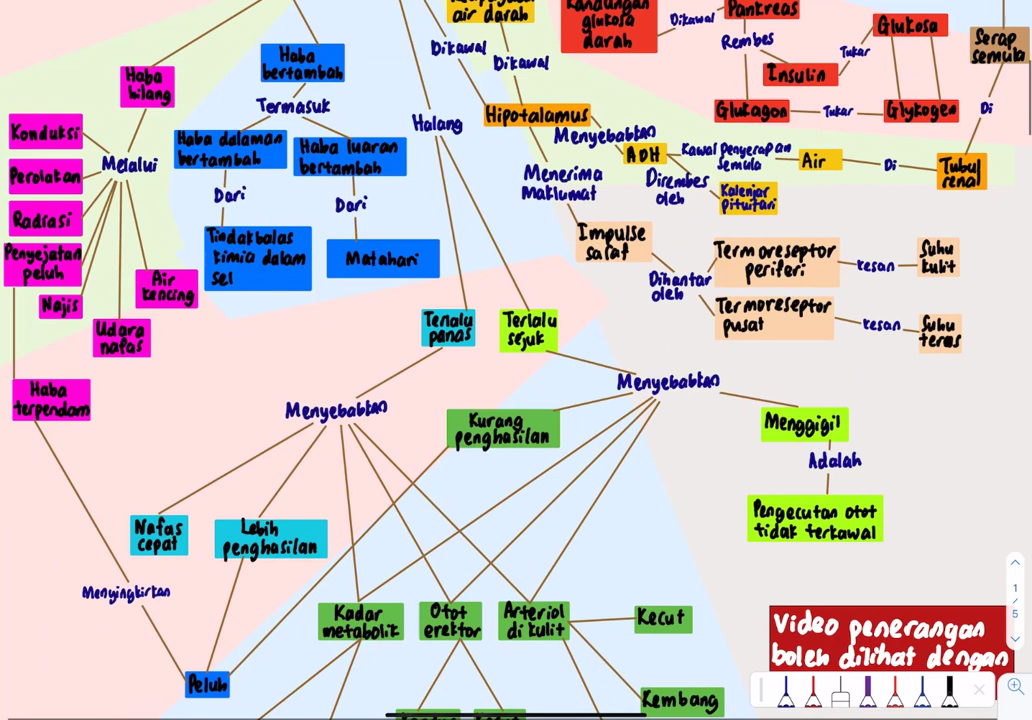 air darah
Kandungan
glukosa
darah
Dikawal
Pankreas
Rembes
Insulin
Tukar
Glukosa
Glukagon
Tukar
Glykogen
Serap
semula
Di
Tubul
renal
Di
Air
Kawal Penyerapan
semula
ADH
Menyebabkan
Dirembes
oleh
Kalenjar
pituitari
Dikawal
Dikawal
Hipotalamus
Menerima
maklumat
Impulse
saraf
Dihantar
oleh
Termoreseptor
periferi
kesan
Suhu
kulit
Termoreseptor
pusat
kesan
Suhu
teras
Haba
hilang
Melalui
Konduksi
Perolakan
Radiasi
Penyejatan
peluh
Najis
Udara
nafas
Air
kencing
Haba
terpendam
Menyingkirkan
Peluh
Haba
bertambah
Termasuk
Haba dalaman
bertambah
Haba luaran
bertambah
Dari
Dari
Tindakbalas
kimia dalam
sel
Matahari
Halang
Terlalu
panas
Terlalu
sejuk
Menyebabkan
Menyebabkan
Kurang
penghasilan
Menggigil
Adalah
Pengecutan otot
tidak terkawal
Nafas
cepat
Lebih
penghasilan
Kadar
metabolik
Otot
erektor
Arteriol
di kulit
Kecut
Kembang
Video penerangan
boleh dilihat dengan
1
/
5